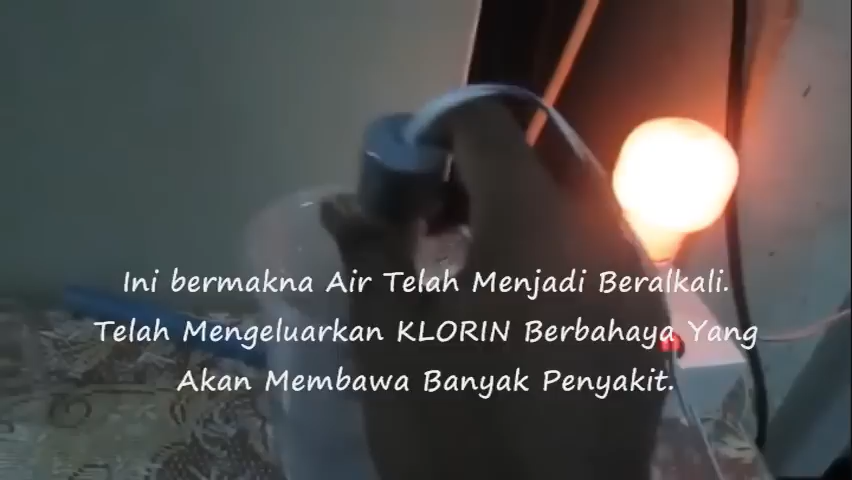 Ini bermakna Air Telah Menjadi Beralkali.
Telah Mengeluarkan KLORIN Berbahaya Yang
Akan Membawa Banyak Penyakit.